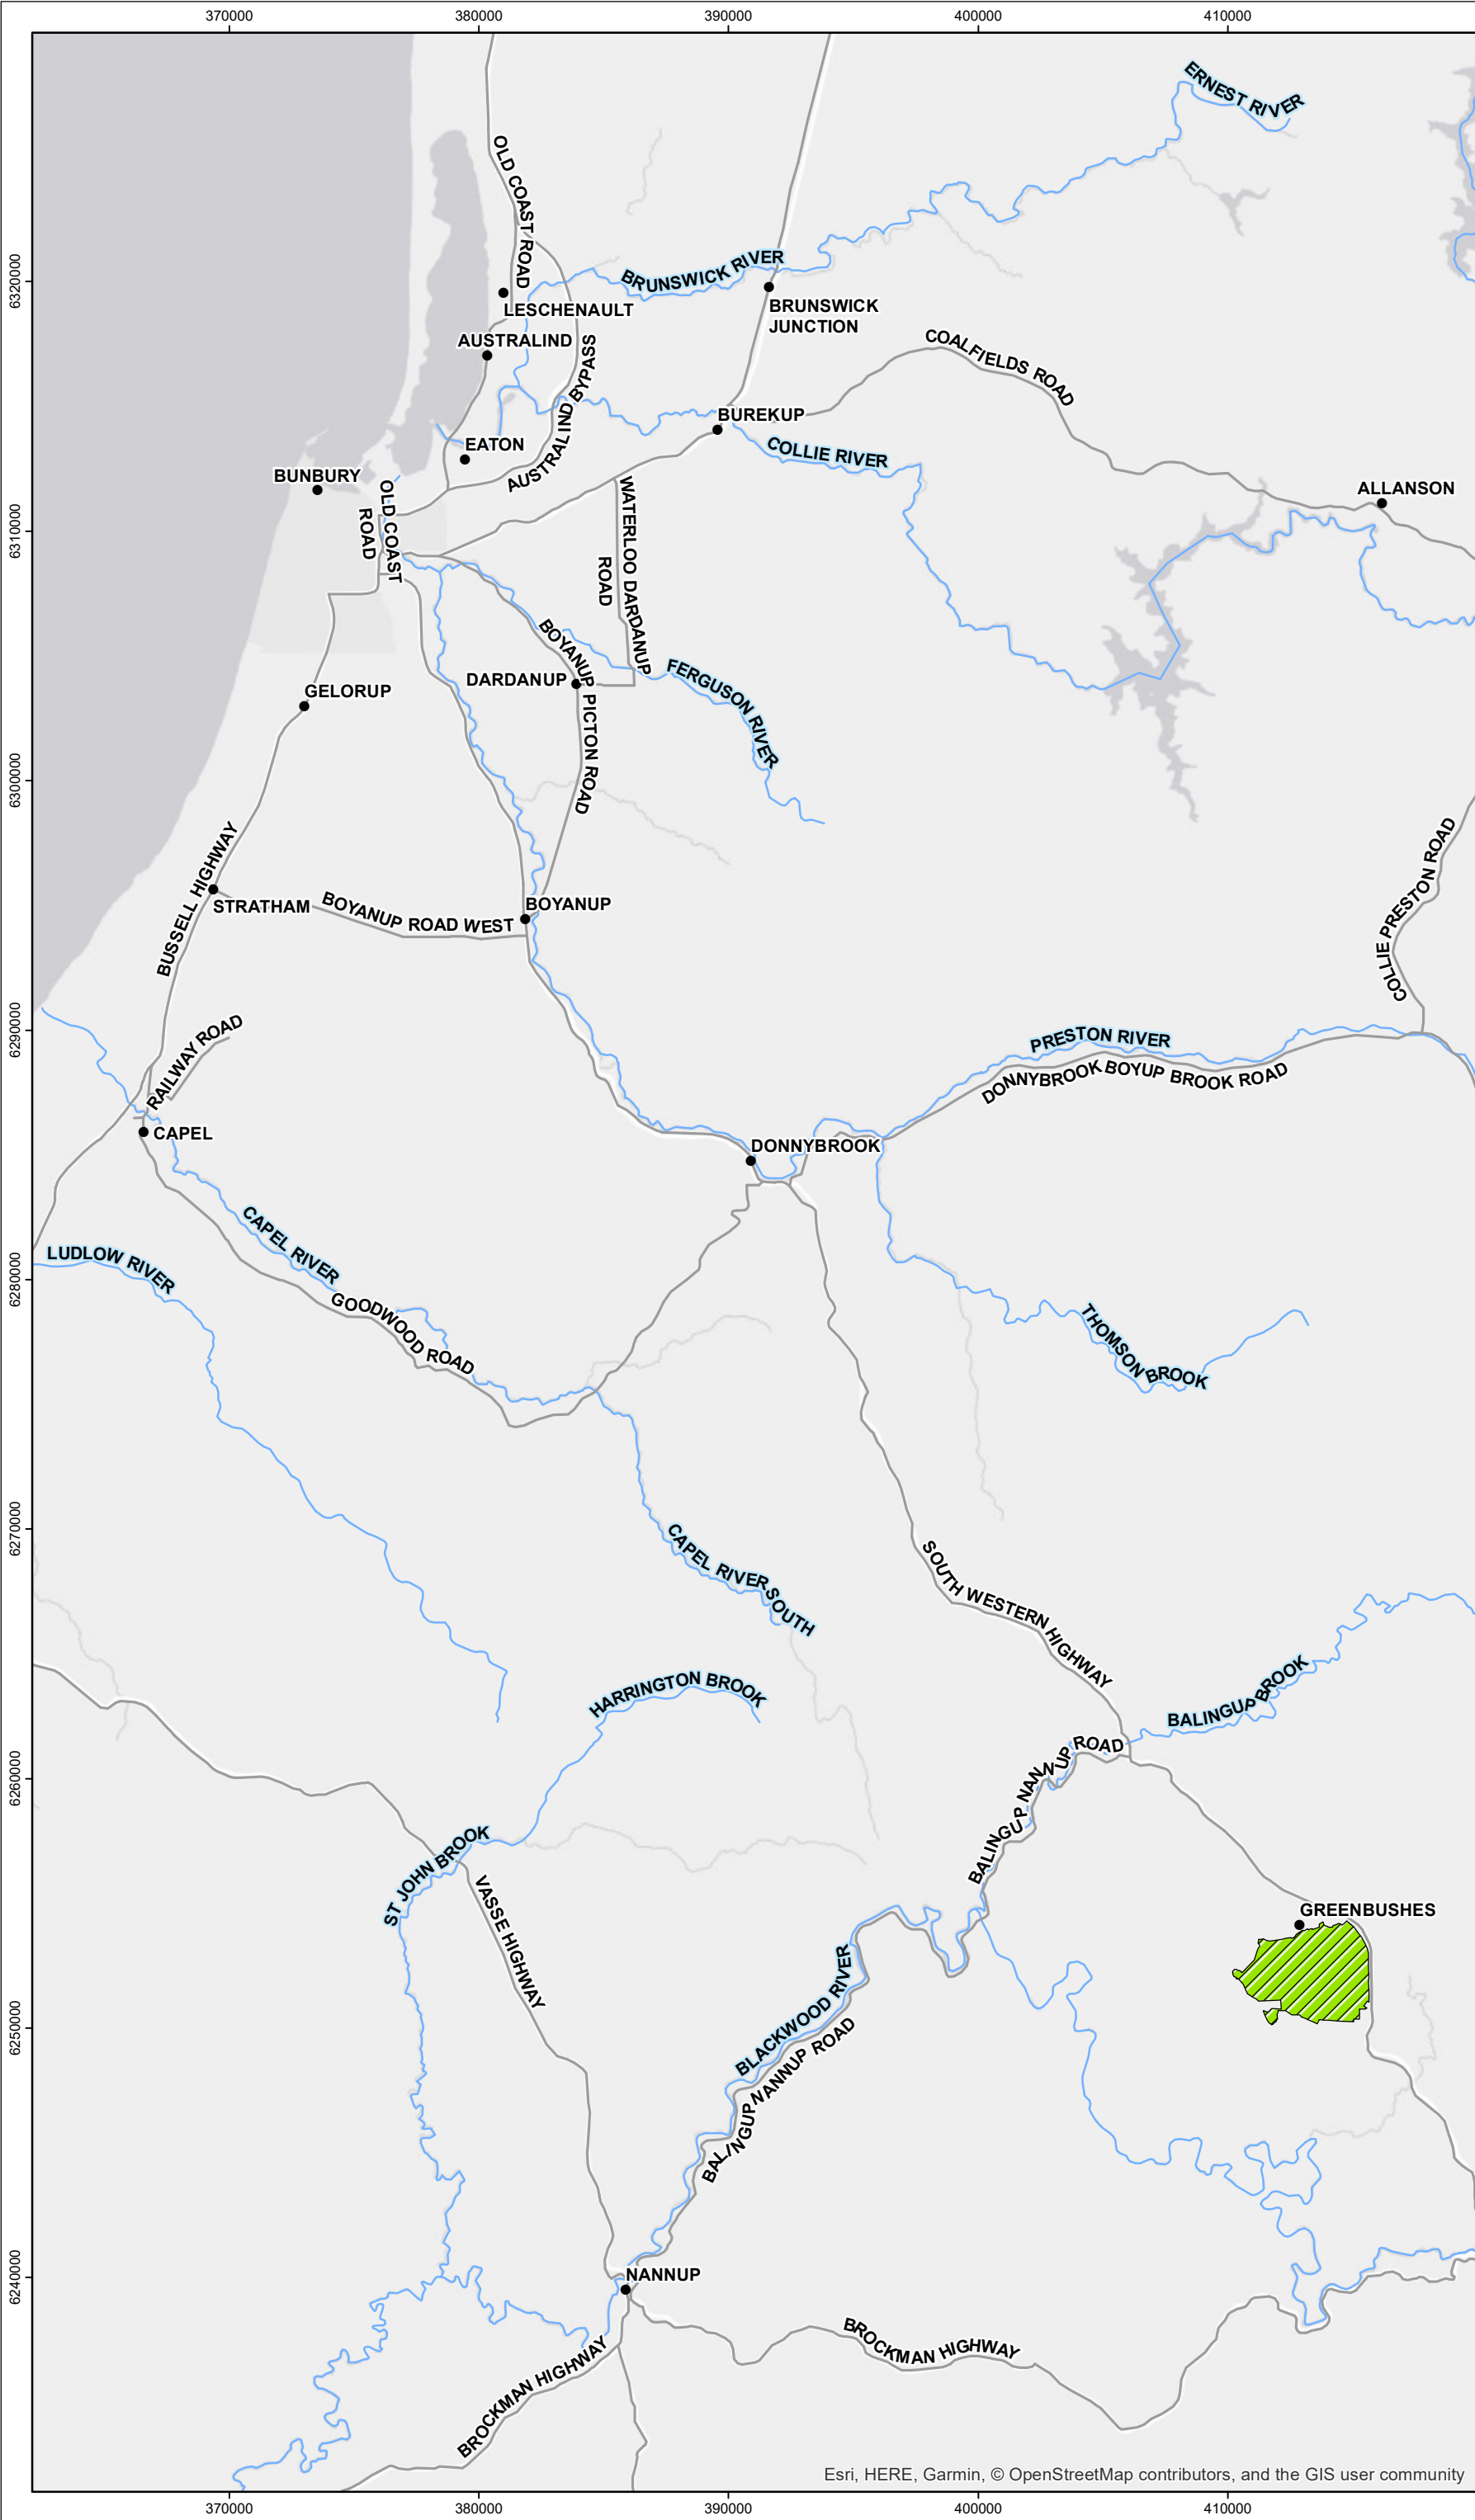 370000 380000 390000 400000 410000
ERNEST RIVER
OLD COAST ROAD
6320000
BRUNSWICK RIVER
LESCHENAULT
BRUNSWICK
JUNCTION
AUSTRALIND
COALFIELDS ROAD
AUSTRALIND BYPASS
BUREKUP
EATON
COLLIE RIVER
BUNBURY
ALLANSON
OLD COAST
ROAD
WATERLOO DARDANUP
ROAD
6310000
BOYANUP PICTON ROAD
FERGUSON RIVER
DARDANUP
GELORUP
6300000
BUSSELL HIGHWAY
STRATHAM
BOYANUP ROAD WEST
BOYANUP
COLLIE PRESTON ROAD
6290000
RAILWAY ROAD
PRESTON RIVER
DONNYBROOK BOYUP BROOK ROAD
CAPEL
DONNYBROOK
CAPEL RIVER
LUDLOW RIVER
6280000
GOODWOOD ROAD
THOMSON BROOK
6270000
CAPEL RIVER SOUTH
SOUTH WESTERN HIGHWAY
HARRINGTON BROOK
BALINGUP BROOK
BALINGUP NANNUP ROAD
6260000
ST JOHN BROOK
VASSE HIGHWAY
GREENBUSHES
6250000
BLACKWOOD RIVER
BALINGUP NANNUP ROAD
6240000
NANNUP
BROCKMAN HIGHWAY
BROCKMAN HIGHWAY
Esri, HERE, Garmin, © OpenStreetMap contributors, and the GIS user community
370000 380000 390000 400000 410000